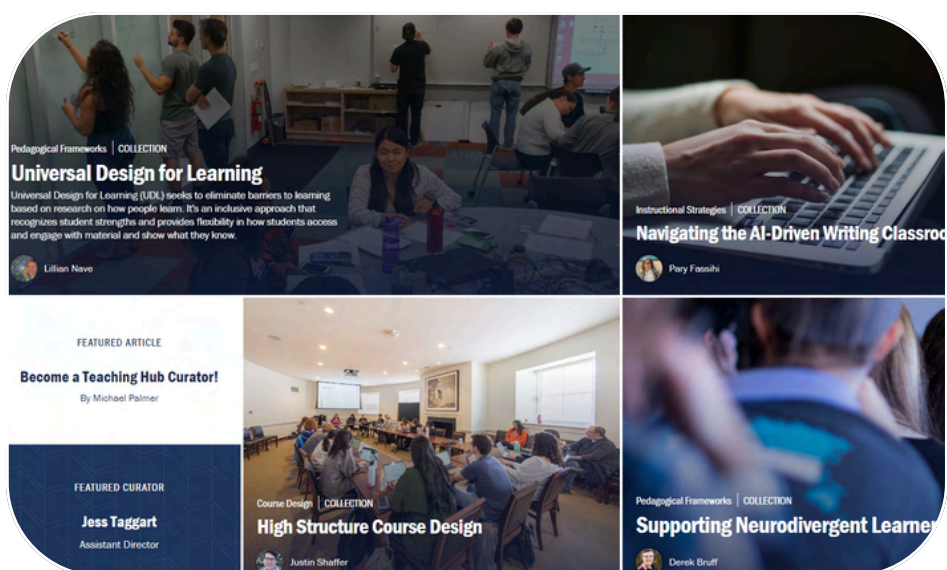 Pedagogical Frameworks | COLLECTION
Universal Design for Learning
Universal Design for Learning (UDL) seeks to eliminate barriers to learning
based on research on how people learn. It's an inclusive approach that
recognizes student strengths and provides flexibility in how students access
and engage with material and show what they know.
Lillian Nave
Instructional Strategies | COLLECTION
Navigating the AI-Driven Writing Classroo
Pary Fassihi
FEATURED ARTICLE
Become a Teaching Hub Curator!
By Michael Palmer
FEATURED CURATOR
Jess Taggart
Assistant Director
Course Design | COLLECTION
High Structure Course Design
Justin Shaffer
Pedagogical Frameworks | COLLECTION
Supporting Neurodivergent Learner
Derek Bruff